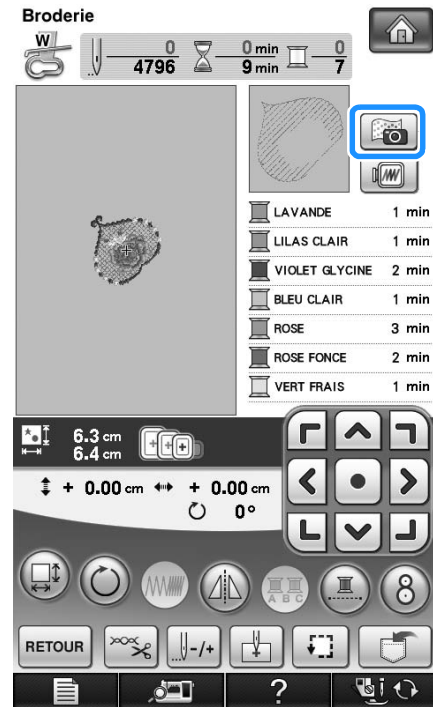 Broderie
W
0
4796
0 min
9 min
0
7
LAVANDE 1 min
LILAS CLAIR 1 min
VIOLET GLYCINE 2 min
BLEU CLAIR 1 min
ROSE 3 min
ROSE FONCE 2 min
VERT FRAIS 1 min
6.3 cm
6.4 cm
+ 0.00 cm + 0.00 cm
0°
A B C
8
RETOUR
-/+
?